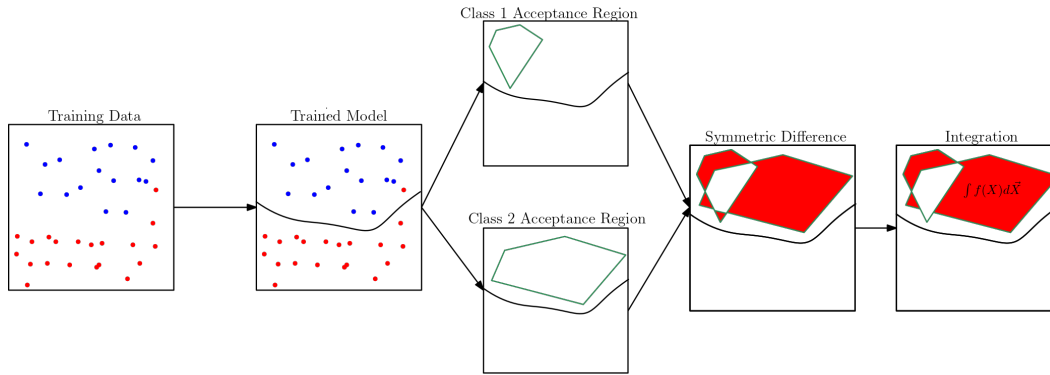 Training Data
Trained Model
Class 1 Acceptance Region
Class 2 Acceptance Region
Symmetric Difference
Integration
∫ f(X)dX⃗